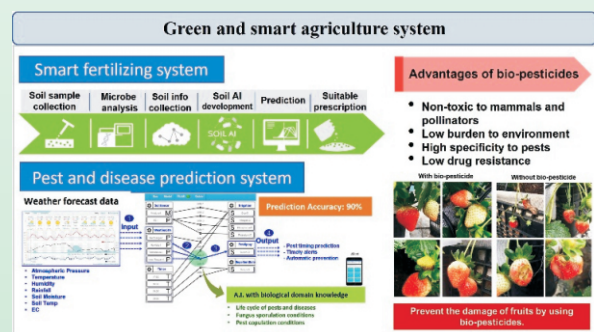 Green and smart agriculture system
Smart fertilizing system
Soil sample
collection
Microbe
analysis
Soil info
collection
Soil AI
development
Prediction
Suitable
prescription
SOIL AI
Pest and disease prediction system
Weather forecast data
Input
• Atmospheric Pressure
• Temperature
• Humidity
• Rainfall
• Soil Moisture
• Soil Temp
• EC
Prediction Accuracy: 90%
Output
- Pest timing prediction
- Timely alerts
- Automatic prevention
A.I. with biological domain knowledge
• Life cycle of pests and diseases
• Fungus sporulation conditions
• Pest copulation conditions
Advantages of bio-pesticides
• Non-toxic to mammals and
pollinators
• Low burden to environment
• High specificity to pests
• Low drug resistance
With bio-pesticide
Without bio-pesticide
Prevent the damage of fruits by using
bio-pesticides.